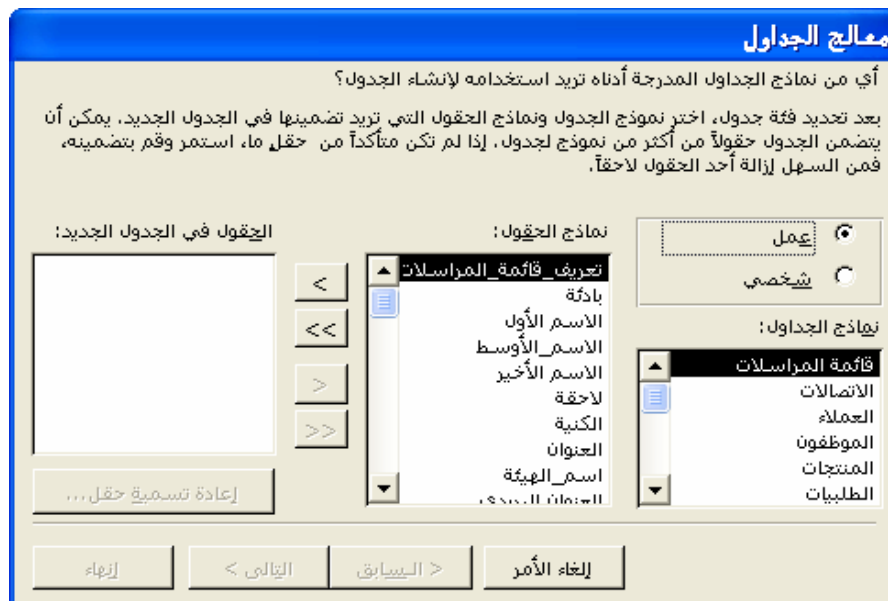 معالج الجداول
أي من نماذج الجداول المدرجة أدناه تريد استخدامه لإنشاء الجدول؟
بعد تحديد فئة جدول، اختر نموذج الجدول ونماذج الحقول التي تريد تضمينها في الجدول الجديد. يمكن أن
يتضمن الجدول حقولاً من أكثر من نموذج لجدول. إذا لم تكن متأكداً من حقل ما، استمر وقم بتضمينه،
فمن السهل إزالة أحد الحقول لاحقاً.
عمل
شخصي
نماذج الجداول:
قائمة المراسلات
الاتصالات
العملاء
الموظفون
المنتجات
الطلبيات
نماذج الحقول:
تعريف_قائمة_المراسلات
بادئة
الاسم الأول
الاسم_الأوسط
الاسم الأخير
لاحقة
الكنية
العنوان
اسم_الهيئة
العنوان البريدي
>
>>
<
<<
الحقول في الجدول الجديد:
إعادة تسمية حقل...
إلغاء الأمر
< السابق
التالي >
إنهاء